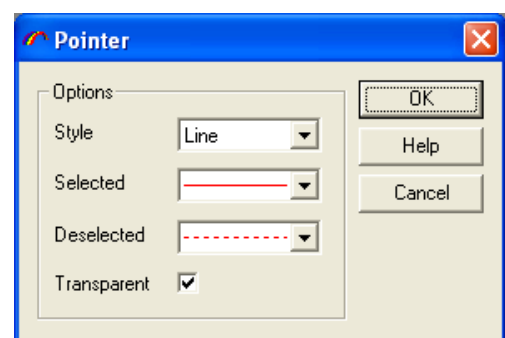 Pointer
Options
Style
Line
Selected
Deselected
Transparent
OK
Help
Cancel